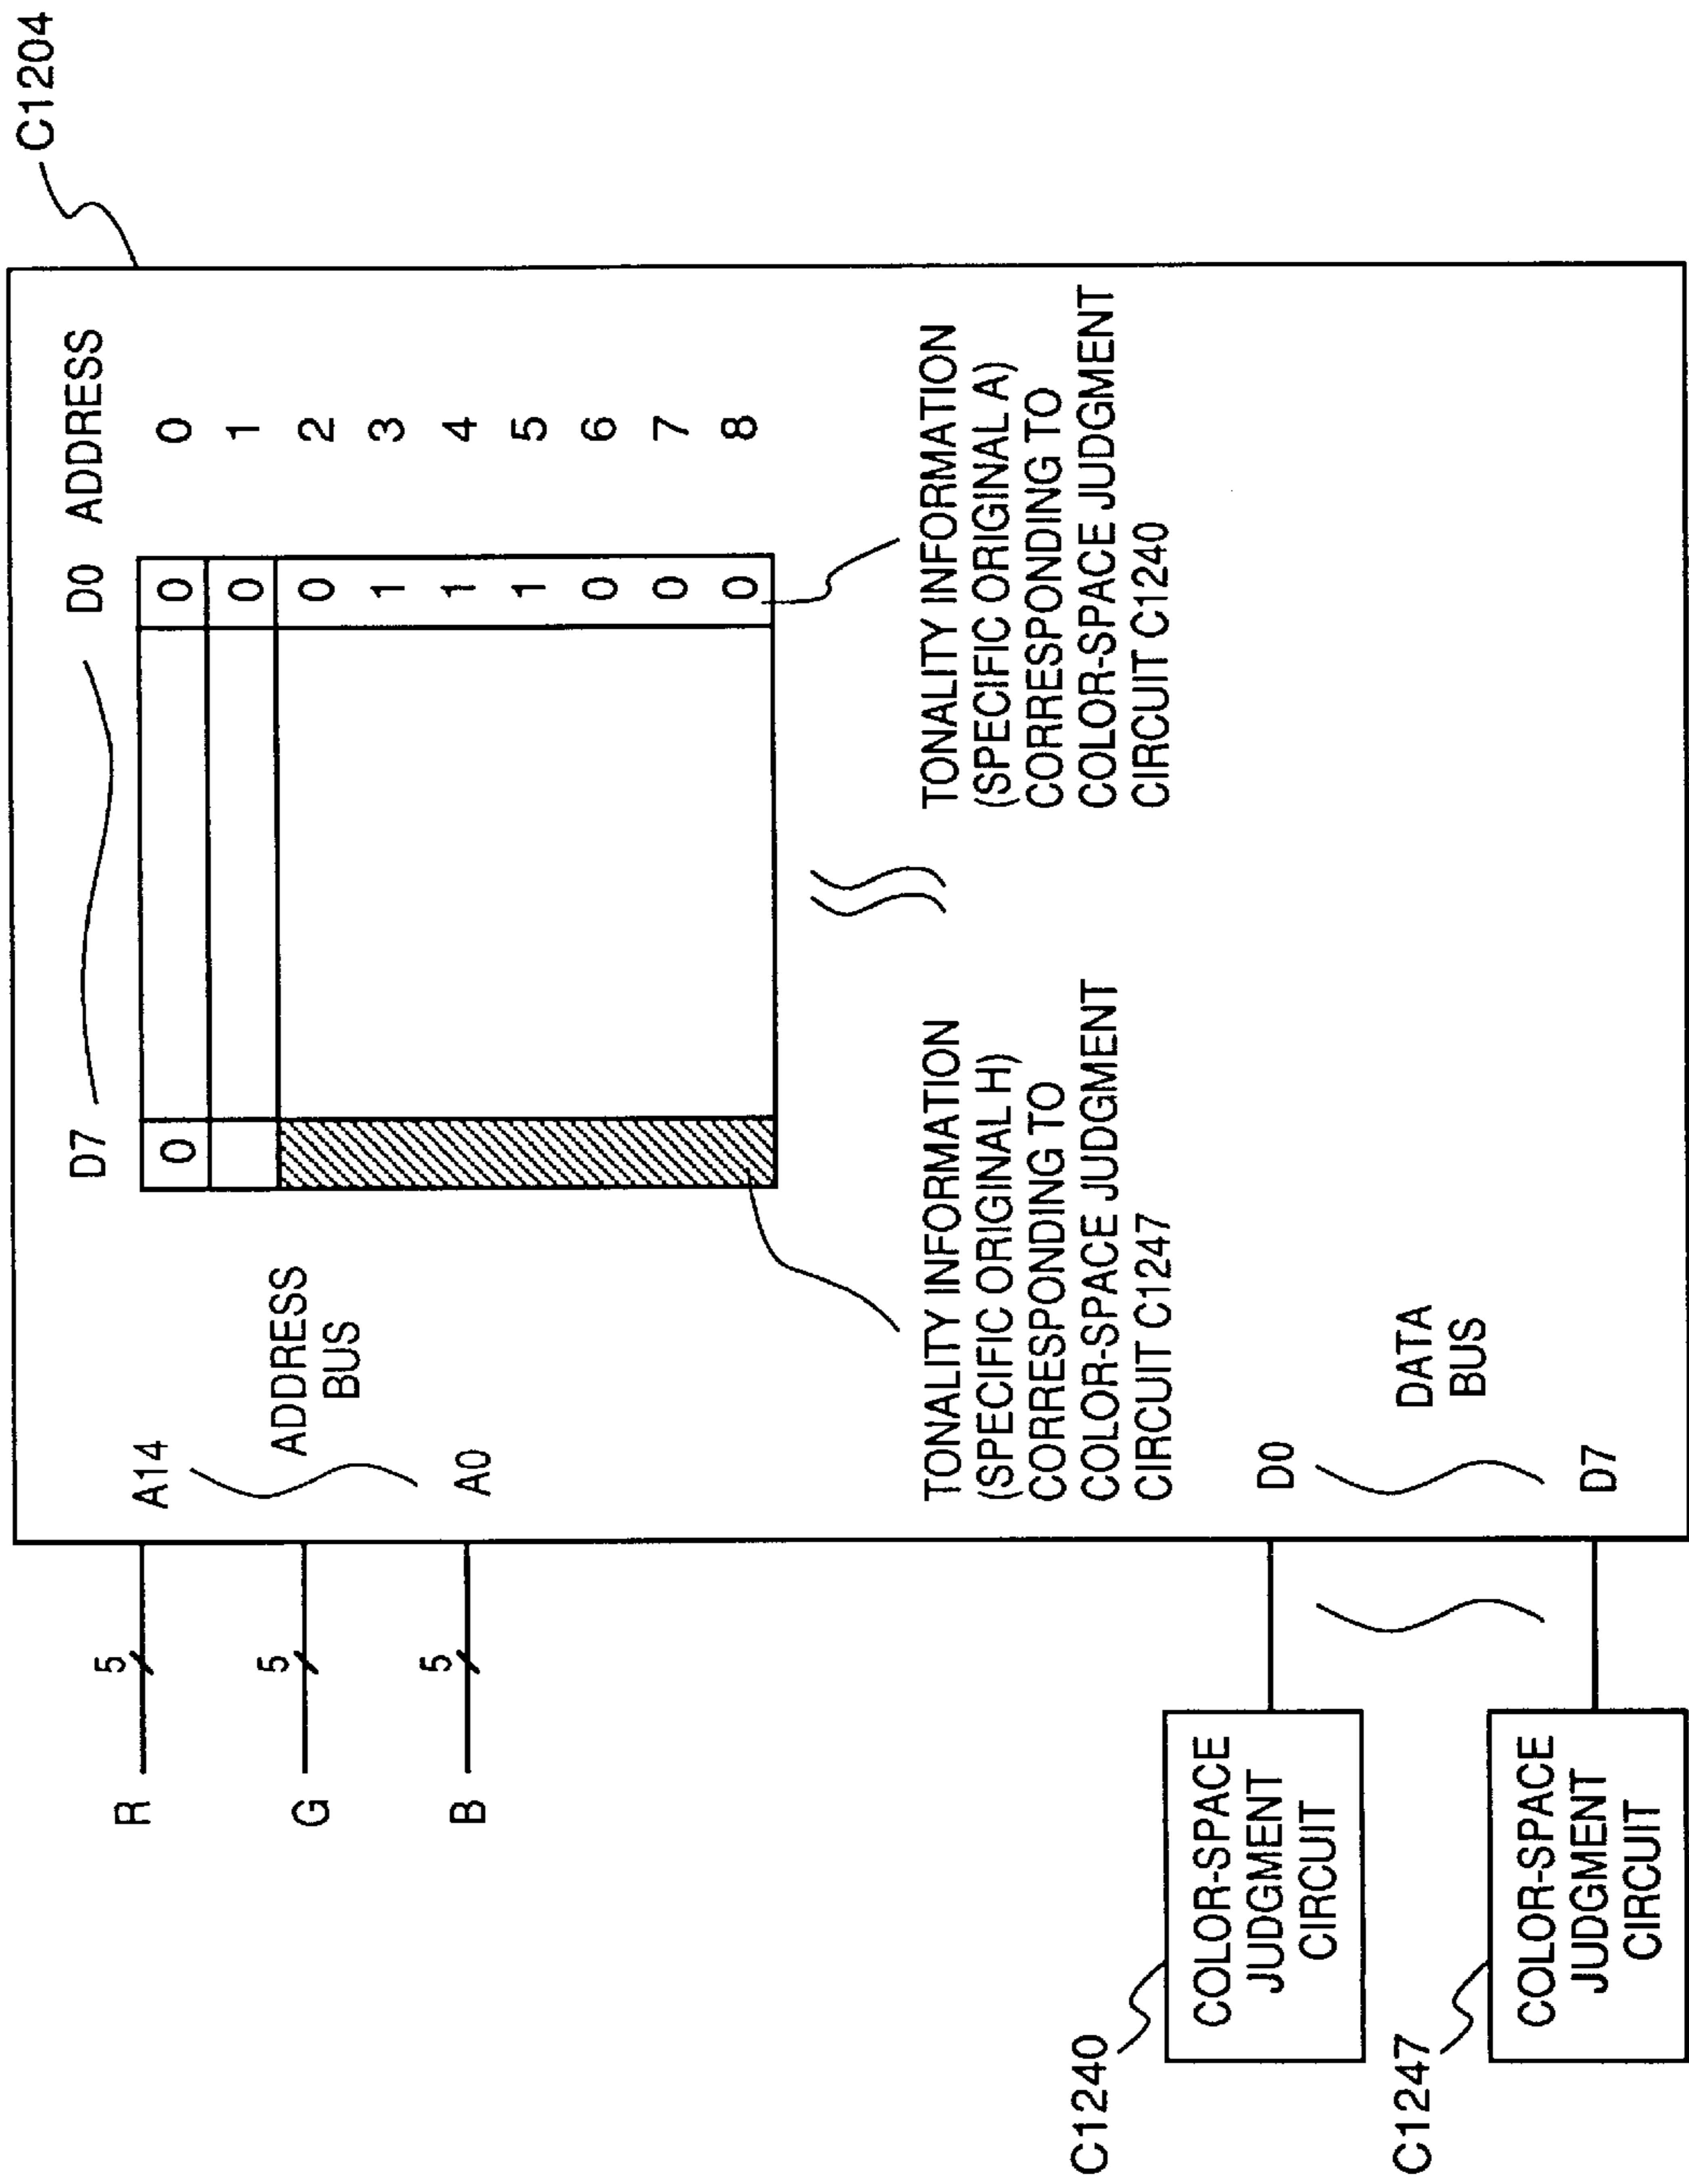 C1204
R
5
G
5
B
5
A14
ADDRESS
BUS
A0
D7
D0
ADDRESS
0
0
0
0
1
0
2
1
3
1
4
1
5
0
6
0
7
0
8
TONALITY INFORMATION
(SPECIFIC ORIGINAL H)
CORRESPONDING TO
COLOR-SPACE JUDGMENT
CIRCUIT C1247
TONALITY INFORMATION
(SPECIFIC ORIGINAL A)
CORRESPONDING TO
COLOR-SPACE JUDGMENT
CIRCUIT C1240
C1240
COLOR-SPACE
JUDGMENT
CIRCUIT
D0
DATA
BUS
C1247
COLOR-SPACE
JUDGMENT
CIRCUIT
D7